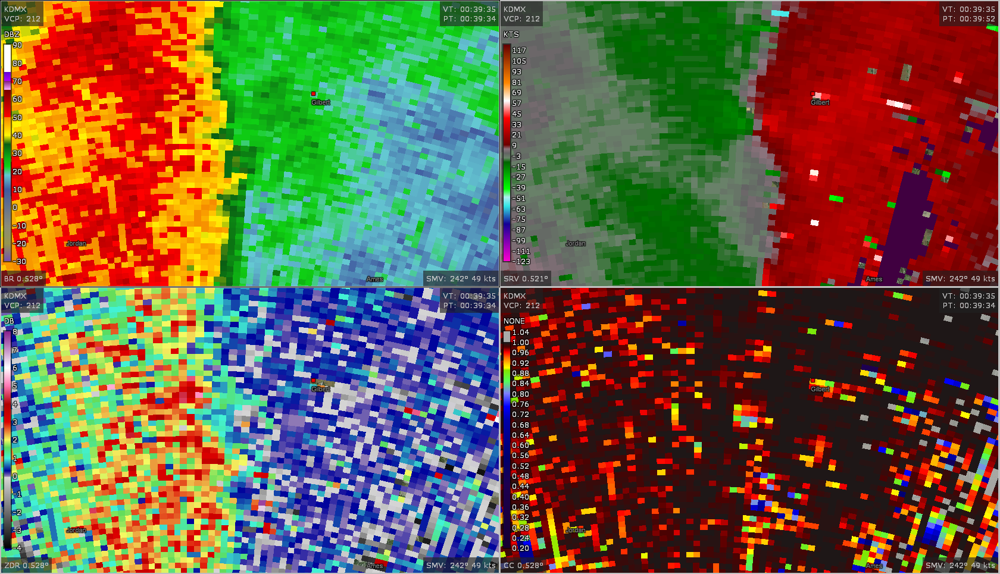 KDMX
VCP: 212
VT: 00:39:35
PT: 00:39:34
DBZ
90
80
70
60
50
40
30
20
10
0
-10
-20
-30
Gilbert
Jordan
Ames
BR 0.528°
SMV: 242° 49 kts
KDMX
VCP: 212
VT: 00:39:35
PT: 00:39:52
KTS
117
105
93
81
69
57
45
33
21
9
-3
-15
-27
-39
-51
-63
-75
-87
-99
-111
-123
Gilbert
Jordan
Ames
SRV 0.521°
SMV: 242° 49 kts
KDMX
VCP: 212
VT: 00:39:35
PT: 00:39:34
DB
8
7
6
5
4
3
2
1
0
-1
-2
-3
-4
Gilbert
Jordan
Ames
ZDR 0.528°
SMV: 242° 49 kts
KDMX
VCP: 212
VT: 00:39:35
PT: 00:39:34
NONE
1.04
1.00
0.96
0.92
0.88
0.84
0.80
0.76
0.72
0.68
0.64
0.60
0.56
0.52
0.48
0.44
0.40
0.36
0.32
0.28
0.24
0.20
Gilbert
Jordan
Ames
CC 0.528°
SMV: 242° 49 kts